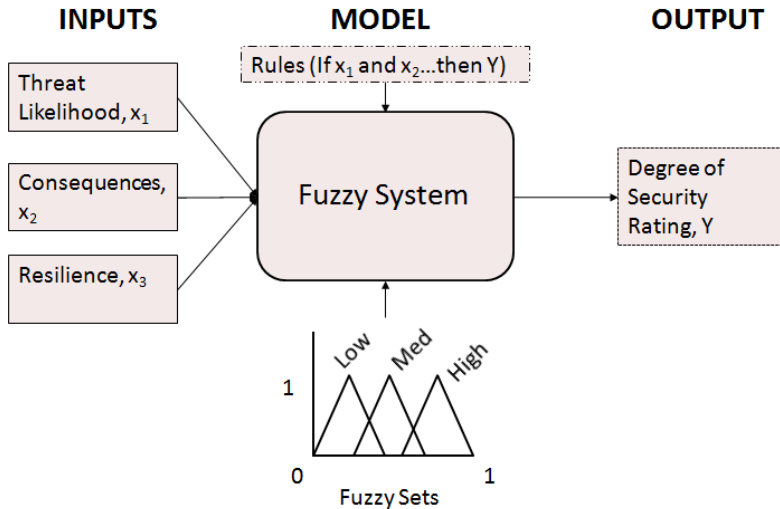 INPUTS
MODEL
OUTPUT
Rules (If x₁ and x₂...then Y)
Threat
Likelihood, x₁
Consequences,
x₂
Resilience, x₃
Fuzzy System
Degree of
Security
Rating, Y
Low
Med
High
1
0
1
Fuzzy Sets